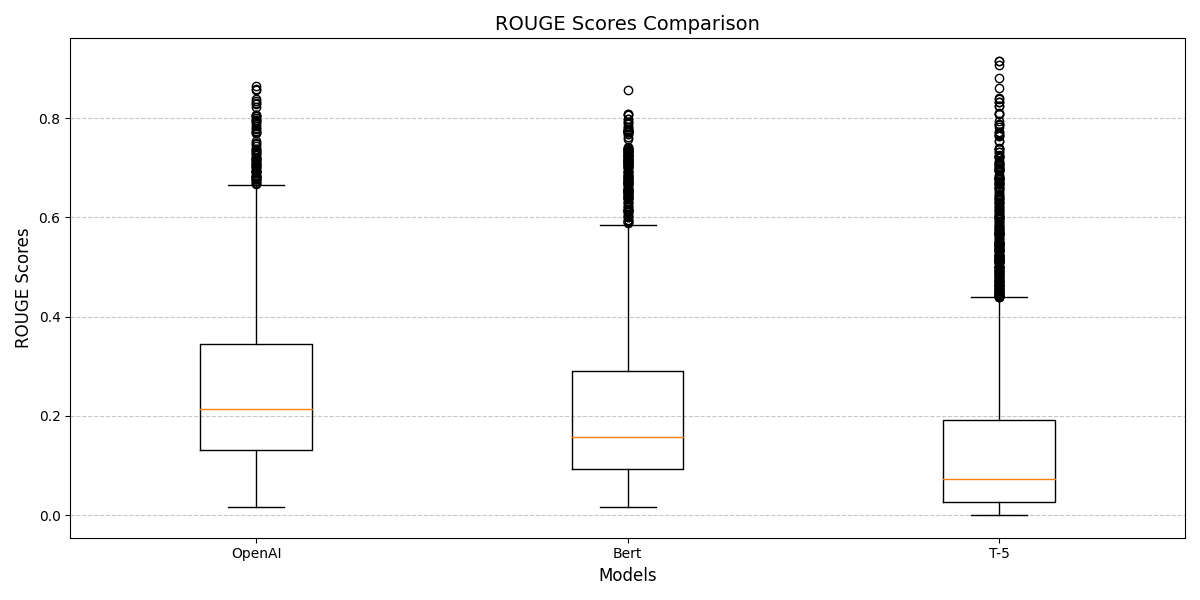 ROUGE Scores Comparison
ROUGE Scores
0.8
0.6
0.4
0.2
0.0
OpenAI
Bert
T-5
Models